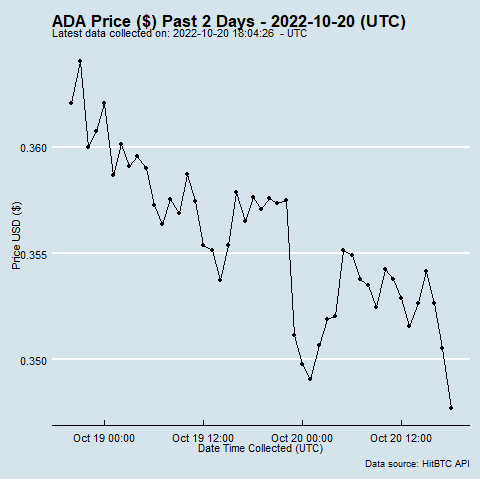 ADA Price ($) Past 2 Days - 2022-10-20 (UTC)
Latest data collected on: 2022-10-20 18:04:26  - UTC
0.360
0.355
0.350
Price USD ($)
Oct 19 00:00 Oct 19 12:00 Oct 20 00:00 Oct 20 12:00
Date Time Collected (UTC)
Data source: HitBTC API